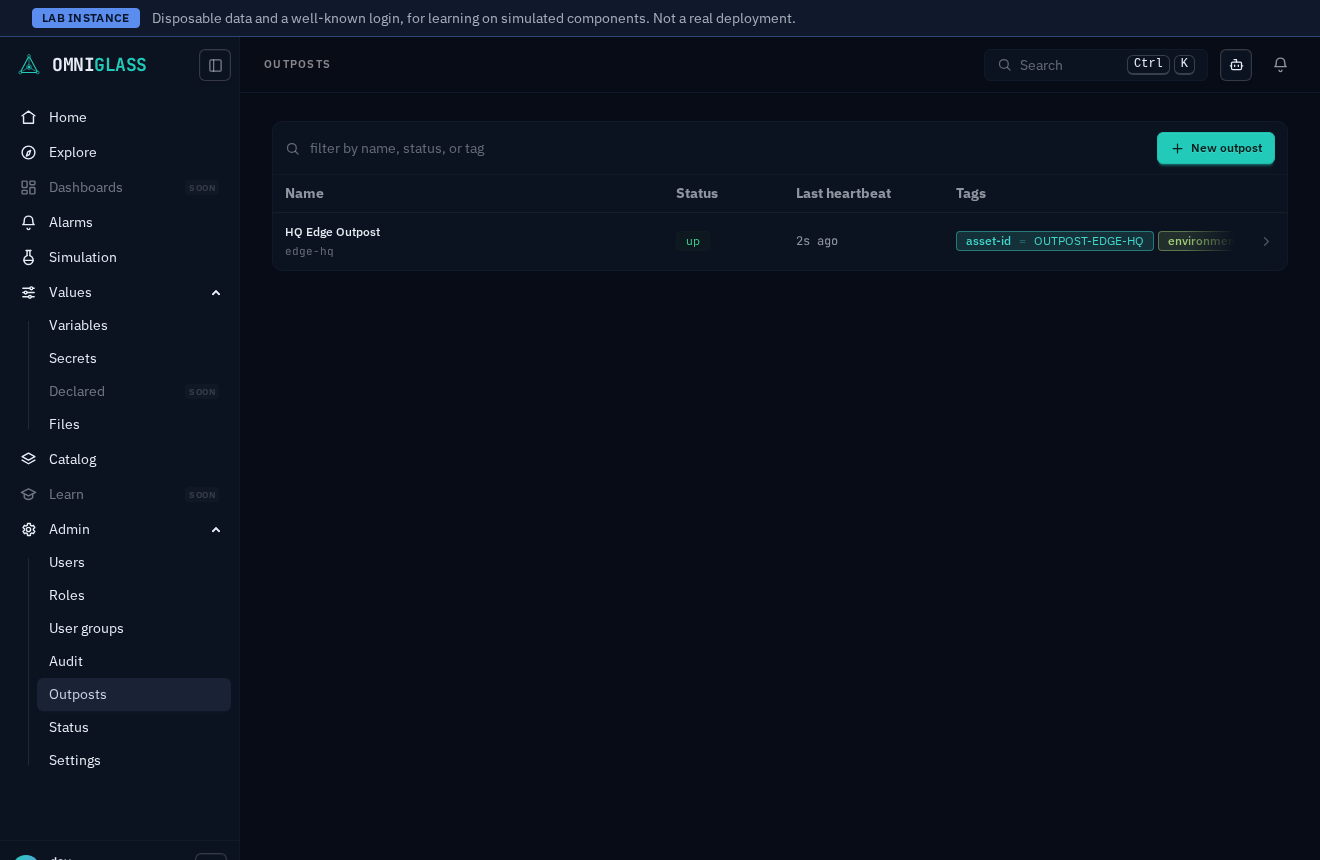 LAB INSTANCE Disposable data and a well-known login, for learning on simulated components. Not a real deployment.
OMNIGLASS
OUTPOSTS
Search Ctrl K
Home
Explore
Dashboards SOON
Alarms
Simulation
Values
Variables
Secrets
Declared SOON
Files
Catalog
Learn SOON
Admin
Users
Roles
User groups
Audit
Outposts
Status
Settings
filter by name, status, or tag
New outpost
Name Status Last heartbeat Tags
HQ Edge Outpost
edge-hq
up 2s ago asset-id = OUTPOST-EDGE-HQ